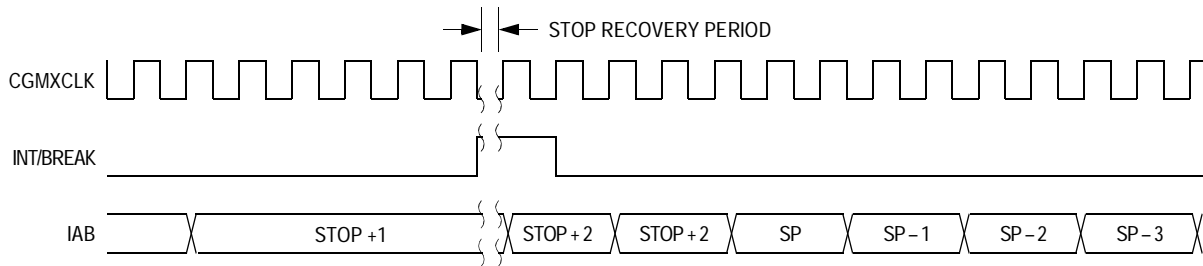 STOP RECOVERY PERIOD
CGMXCLK
INT/BREAK
IAB
STOP +1
STOP + 2
STOP + 2
SP
SP – 1
SP – 2
SP – 3